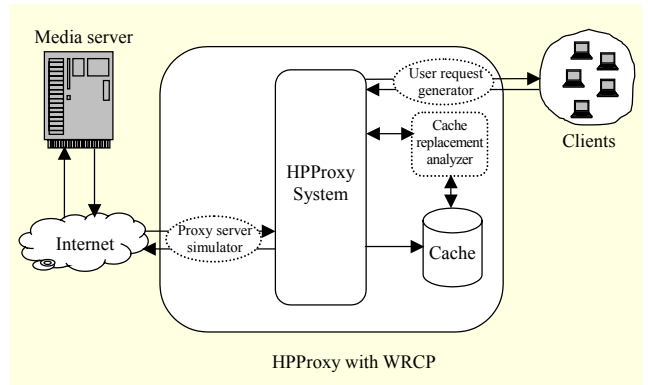 Media server
User request
generator
Clients
Cache
replacement
analyzer
HPProxy
System
Internet
Proxy server
simulator
Cache
HPProxy with WRCP